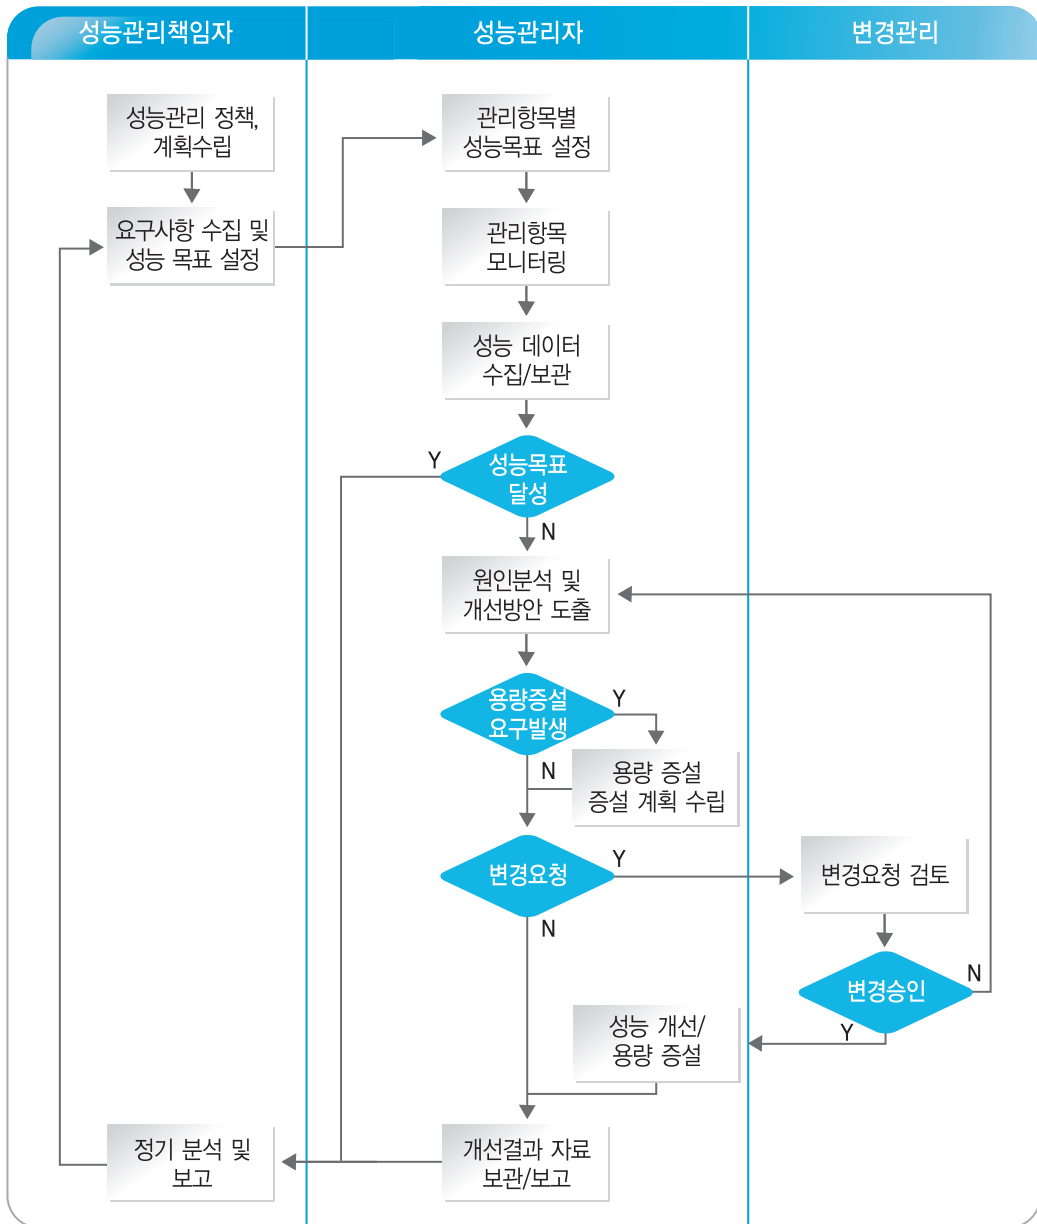 성능관리책임자
성능관리자
변경관리
성능관리 정책,
계획수립
요구사항 수집 및
성능 목표 설정
관리항목별
성능목표 설정
관리항목
모니터링
성능 데이터
수집/보관
Y
성능목표
달성
N
원인분석 및
개선방안 도출
용량증설
요구발생
Y
N
용량 증설
증설 계획 수립
변경요청
Y
N
변경요청 검토
변경승인
N
Y
성능 개선/
용량 증설
개선결과 자료
보관/보고
정기 분석 및
보고